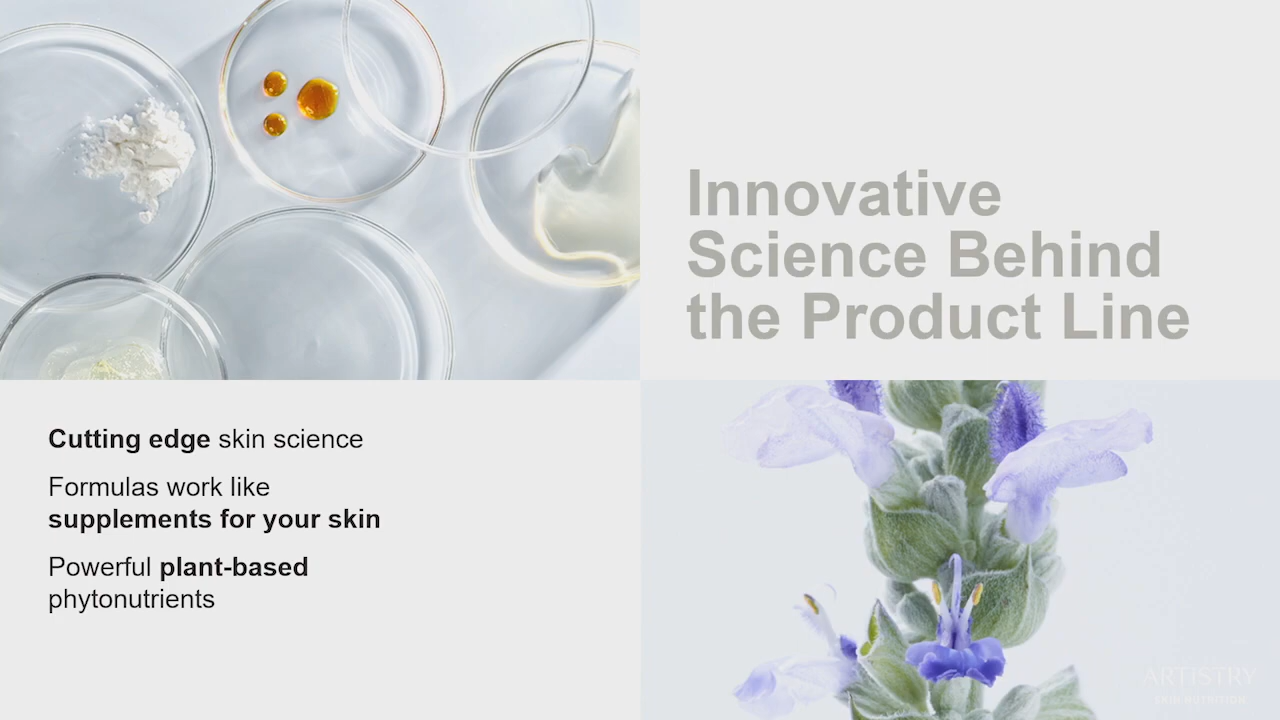 Innovative
Science Behind
the Product Line
Cutting edge skin science
Formulas work like
supplements for your skin
Powerful plant-based
phytonutrients
ARTiSTRY
SKIN NUTRITION